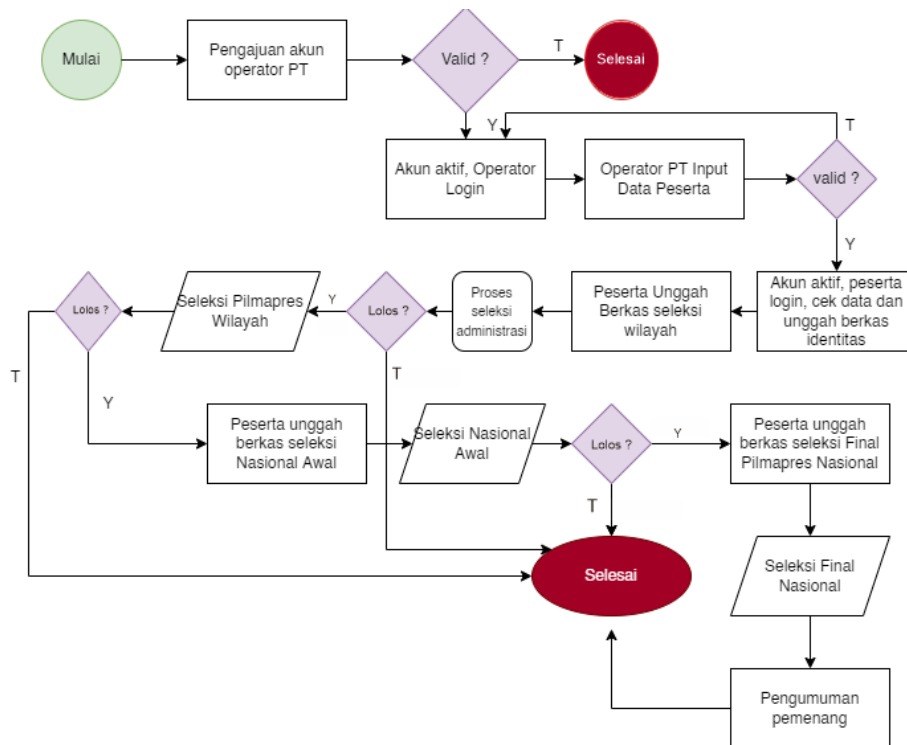 Mulai
Pengajuan akun
operator PT
Valid ?
T
Selesai
Y
T
Akun aktif, Operator
Login
Operator PT Input
Data Peserta
valid ?
Y
Lolos ?
Seleksi Pilmapres
Wilayah
Y
Lolos ?
Proses
seleksi
administrasi
Peserta Unggah
Berkas seleksi
wilayah
Akun aktif, peserta
login, cek data dan
unggah berkas
identitas
T
Y
T
Peserta unggah
berkas seleksi
Nasional Awal
Seleksi Nasional
Awal
Lolos ?
Y
Peserta unggah
berkas seleksi Final
Pilmapres Nasional
T
Selesai
Seleksi Final
Nasional
Pengumuman
pemenang